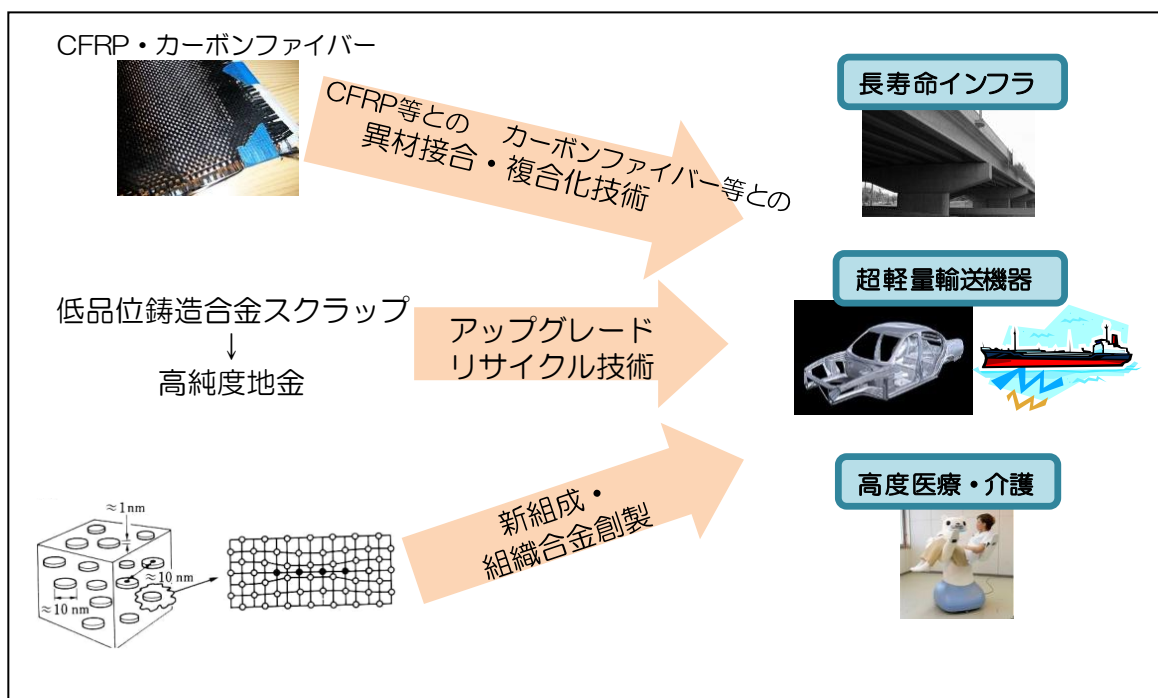 CFRP・カーボンファイバー
CFRP等との カーボンファイバー等との
異材接合・複合化技術
長寿命インフラ
超軽量輸送機器
低品位鋳造合金スクラップ
↓
高純度地金
アップグレード
リサイクル技術
高度医療・介護
新組成・
組織合金創製
≈1nm
≈10 nm
≈10 nm